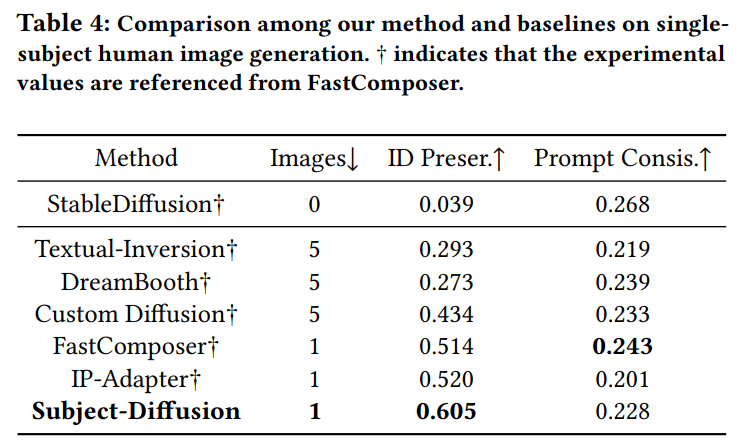 Table 4: Comparison among our method and baselines on single-
subject human image generation. † indicates that the experimental
values are referenced from FastComposer.
Method Images↓ ID Preser.↑ Prompt Consis.↑
StableDiffusion† 0 0.039 0.268
Textual-Inversion† 5 0.293 0.219
DreamBooth† 5 0.273 0.239
Custom Diffusion† 5 0.434 0.233
FastComposer† 1 0.514 0.243
IP-Adapter† 1 0.520 0.201
Subject-Diffusion 1 0.605 0.228